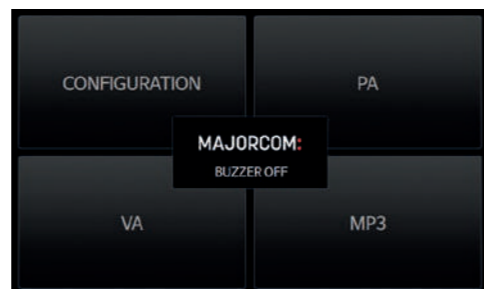 CONFIGURATION
PA
MAJORCOM:
BUZZER OFF
VA
MP3